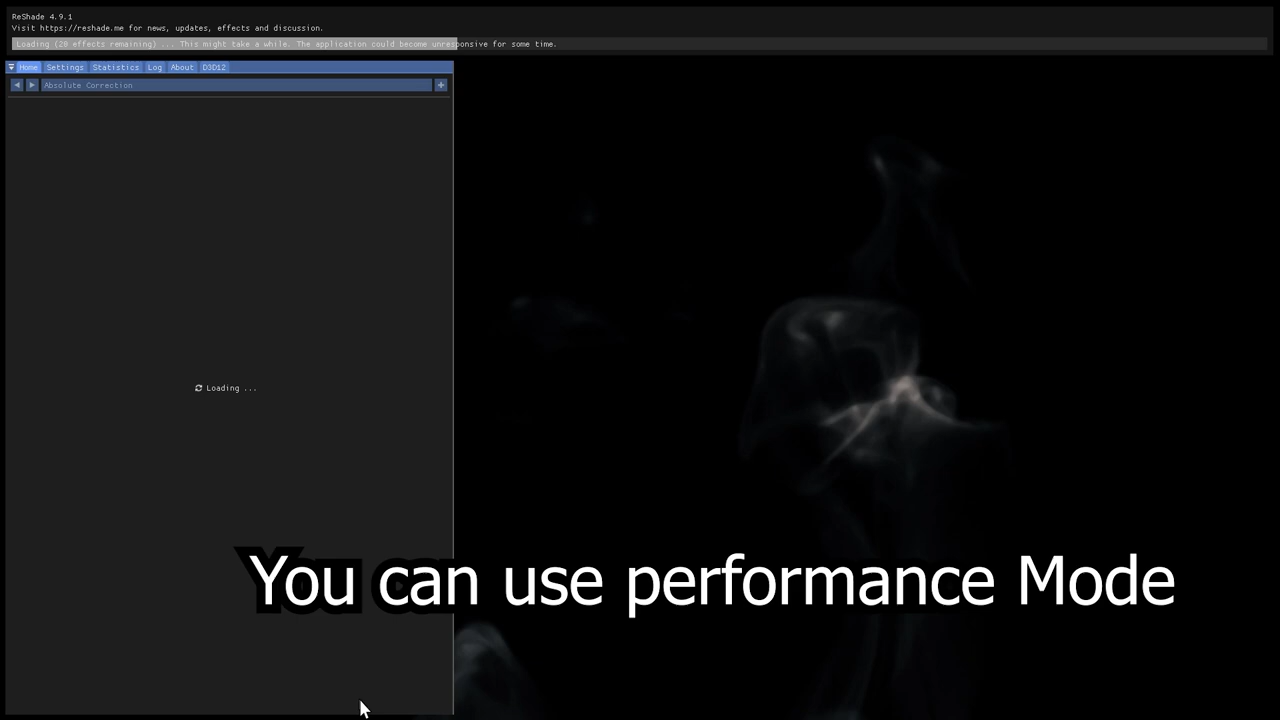 ReShade 4.9.1
Visit https://reshade.me for news, updates, effects and discussion.
Loading (28 effects remaining) ... This might take a while. The application could become unresponsive for some time.
Home Settings Statistics Log About D3D12
Absolute Correction
Loading ...
You can use performance Mode